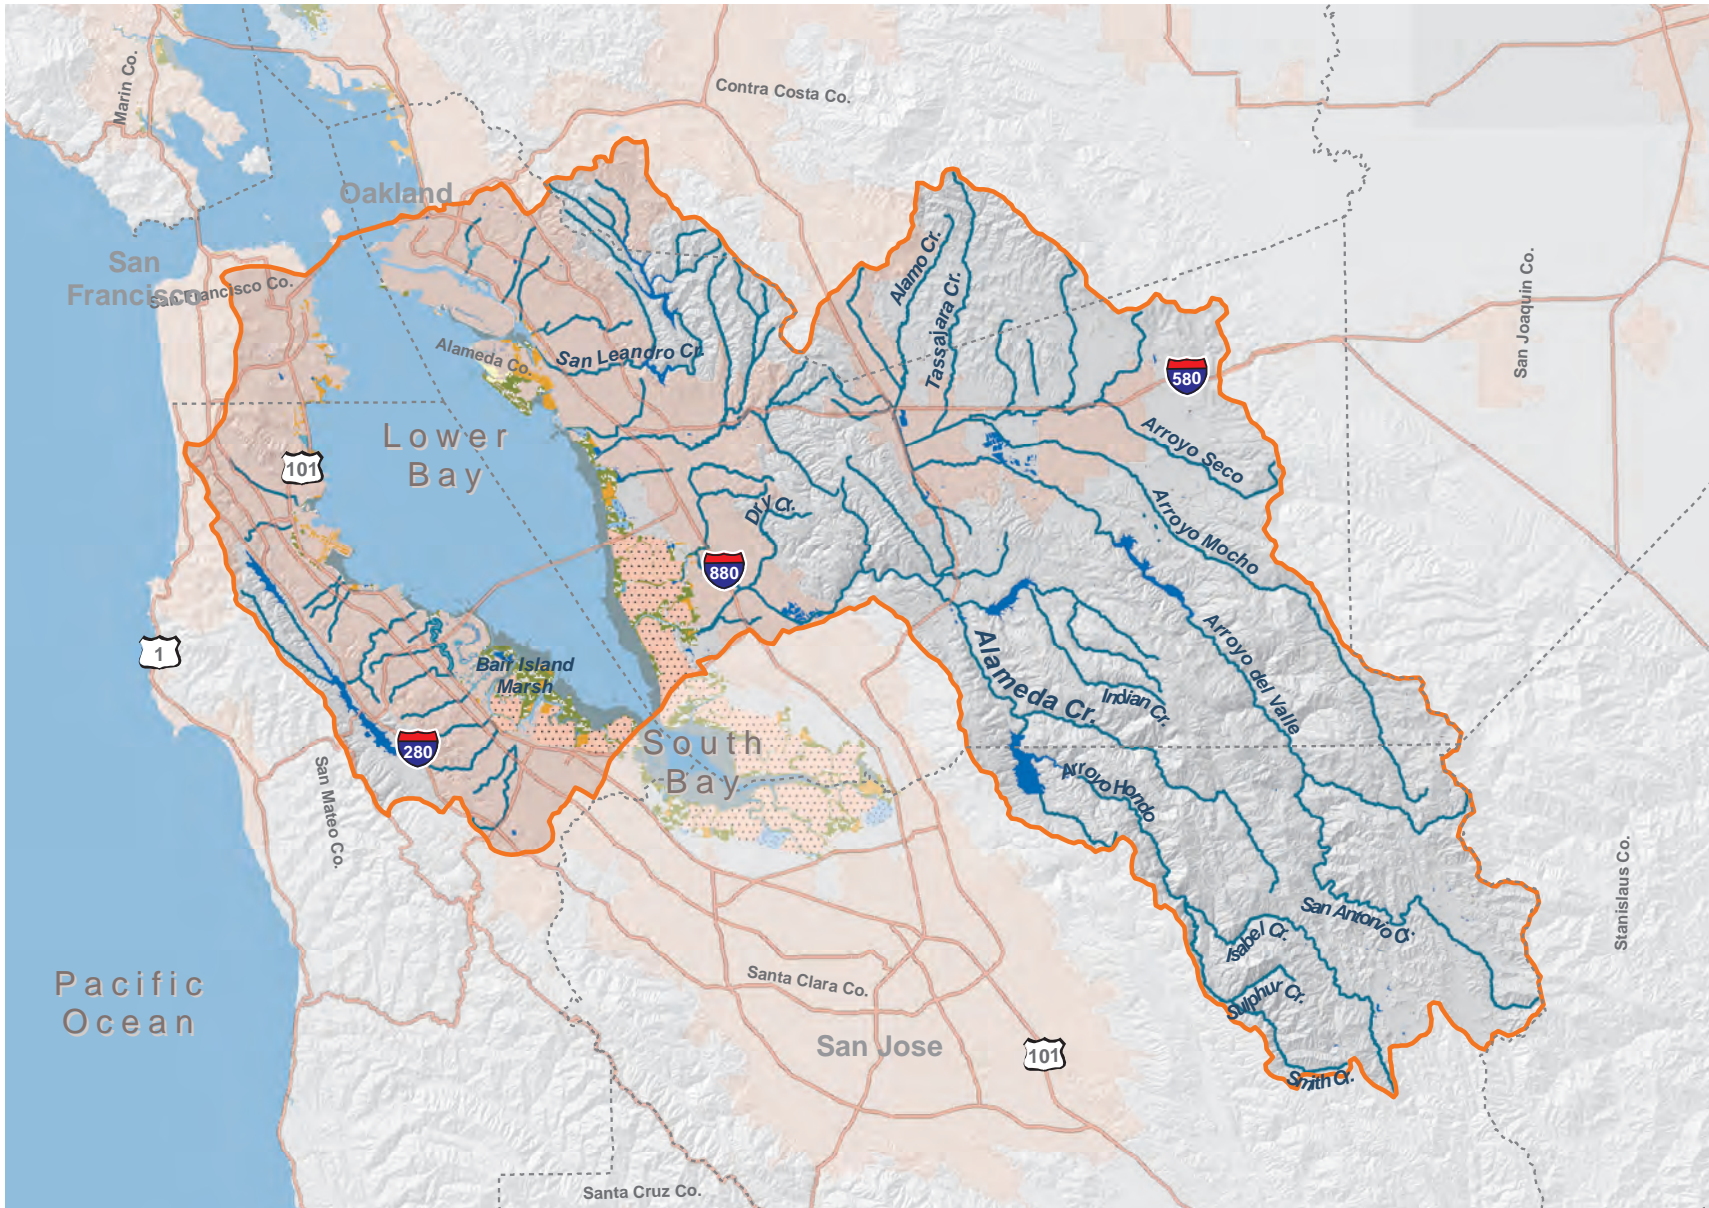 Marin Co.
Contra Costa Co.
Oakland
San
Francisco
San Francisco Co.
Alamo Cr.
Tassajara Cr.
San Joaquin Co.
Alameda Co.
San Leandro Cr.
580
Lower
Bay
101
Arroyo Seco
Dry Cr.
Arroyo Mocho
880
1
Bair Island
Marsh
Alameda Cr.
Indian Cr.
Arroyo del Valle
280
South
Bay
San Mateo Co.
Arroyo Hondo
Stanislaus Co.
San Antonio Cr.
Isabel Cr.
Pacific
Ocean
Santa Clara Co.
Sulphur Cr.
San Jose
101
Smith Cr.
Santa Cruz Co.